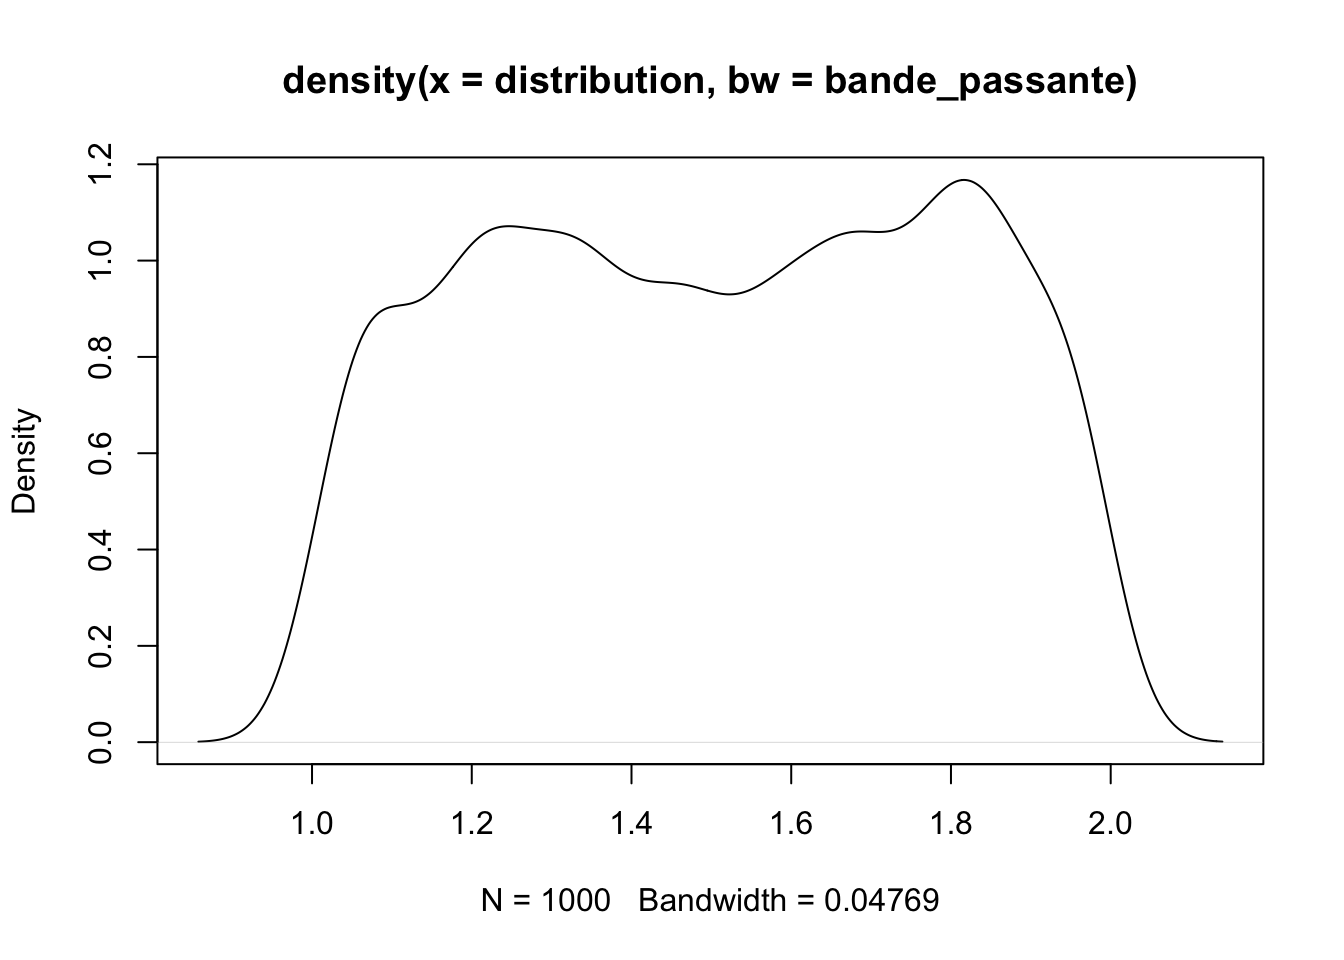 density(x = distribution, bw = bande_passante)
1.2
1.0
0.8
0.6
0.4
0.2
0.0
Density
1.0 1.2 1.4 1.6 1.8 2.0
N = 1000 Bandwidth = 0.04769